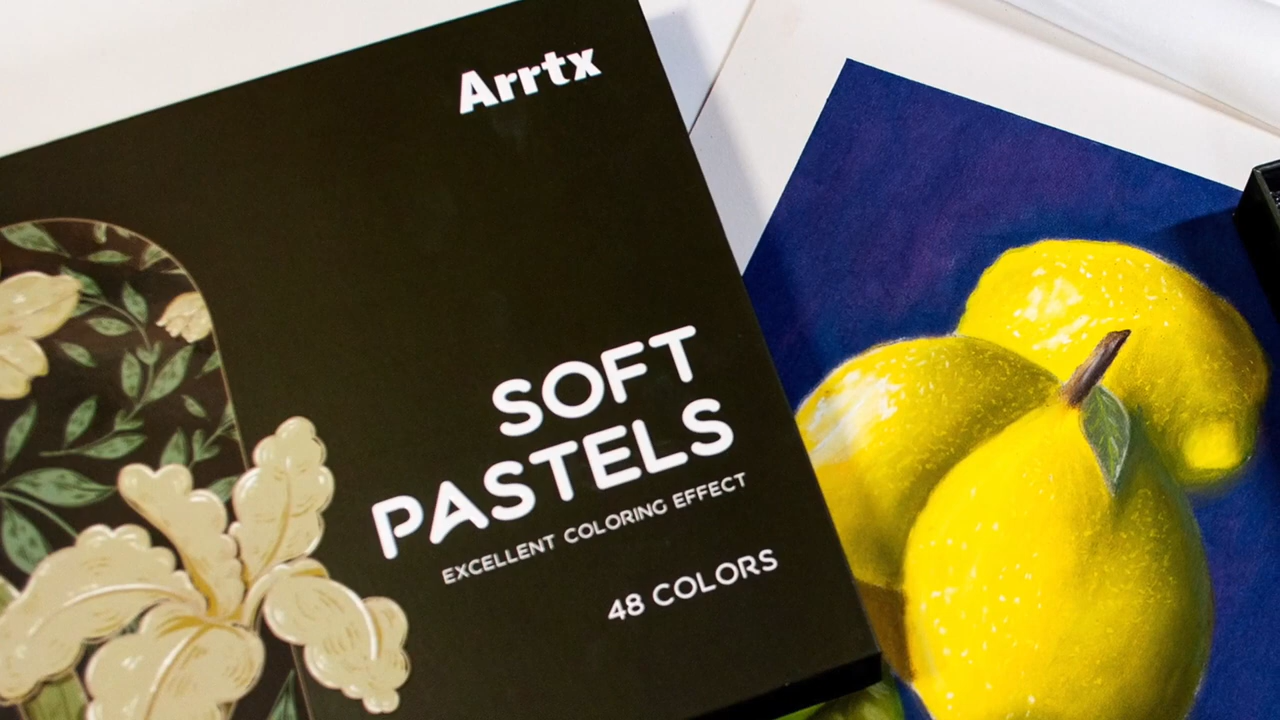 Arrtx
SOFT
PASTELS
EXCELLENT COLORING EFFECT
48 COLORS